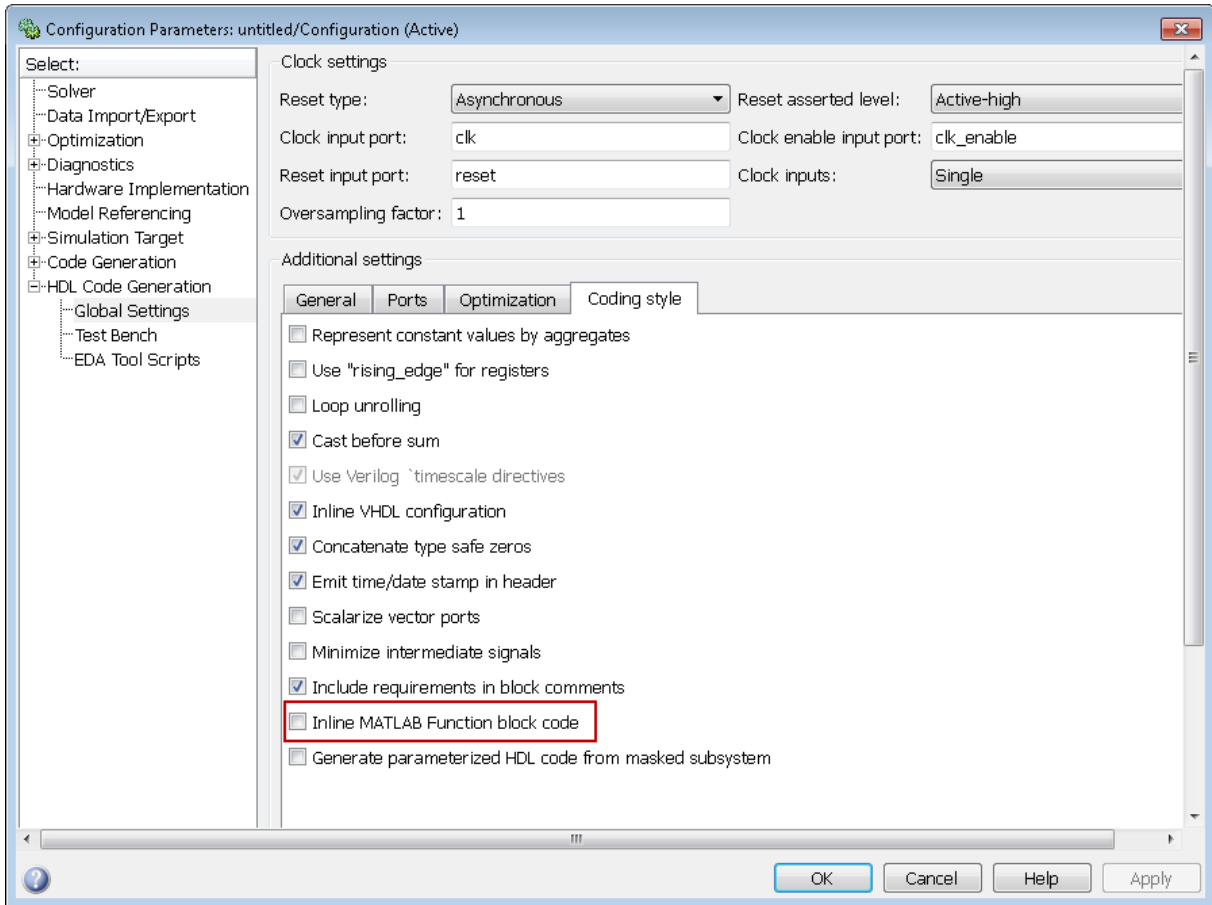 Configuration Parameters: untitled/Configuration (Active)
Select:
Solver
Data Import/Export
Optimization
Diagnostics
Hardware Implementation
Model Referencing
Simulation Target
Code Generation
HDL Code Generation
Global Settings
Test Bench
EDA Tool Scripts
Clock settings
Reset type: Asynchronous Reset asserted level: Active-high
Clock input port: clk Clock enable input port: clk_enable
Reset input port: reset Clock inputs: Single
Oversampling factor: 1
Additional settings
General Ports Optimization Coding style
Represent constant values by aggregates
Use "rising_edge" for registers
Loop unrolling
Cast before sum
Use Verilog `timescale directives
Inline VHDL configuration
Concatenate type safe zeros
Emit time/date stamp in header
Scalarize vector ports
Minimize intermediate signals
Include requirements in block comments
Inline MATLAB Function block code
Generate parameterized HDL code from masked subsystem
OK Cancel Help Apply